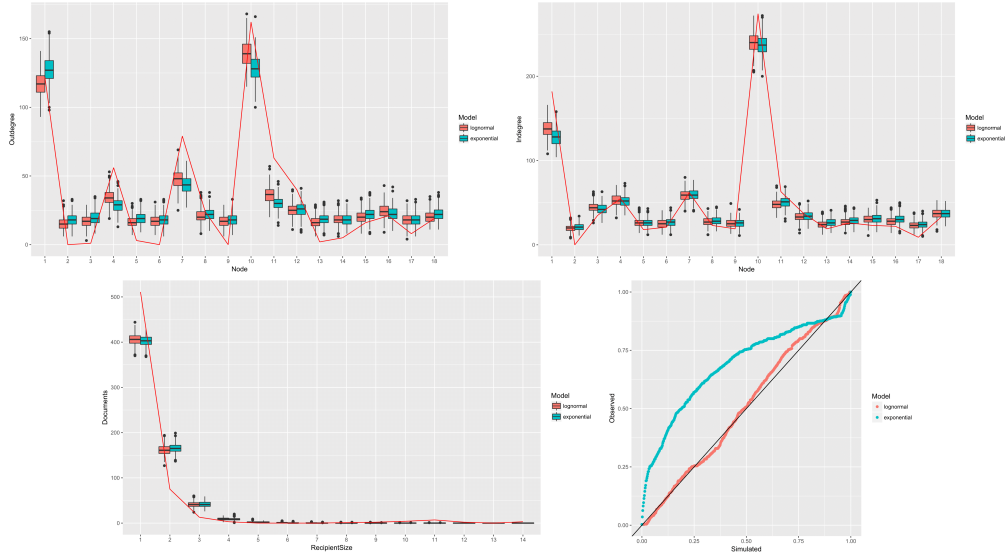 Outdegree
150
100
50
0
1 2 3 4 5 6 7 8 9 10 11 12 13 14 15 16 17 18
Node
Model
lognormal
exponential
Indegree
200
100
0
1 2 3 4 5 6 7 8 9 10 11 12 13 14 15 16 17 18
Node
Model
lognormal
exponential
Documents
500
400
300
200
100
0
1 2 3 4 5 6 7 8 9 10 11 12 13 14
RecipientSize
Model
lognormal
exponential
Observed
1.00
0.75
0.50
0.25
0.00
0.00 0.25 0.50 0.75 1.00
Simulated
Model
lognormal
exponential